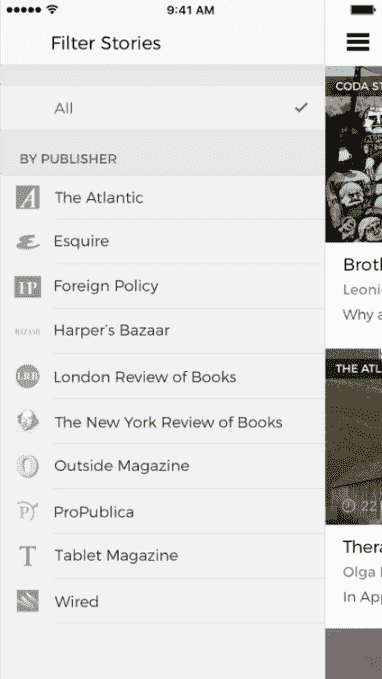 9:41 AM
Filter Stories
All
BY PUBLISHER
The Atlantic
Esquire
Foreign Policy
BAZAAR
Harper's Bazaar
LRB
London Review of Books
The New York Review of Books
Outside Magazine
ProPublica
Tablet Magazine
Wired
CODA ST
Brotl
Leoni
Why a
THE ATL
22
Thera
Olga
In App